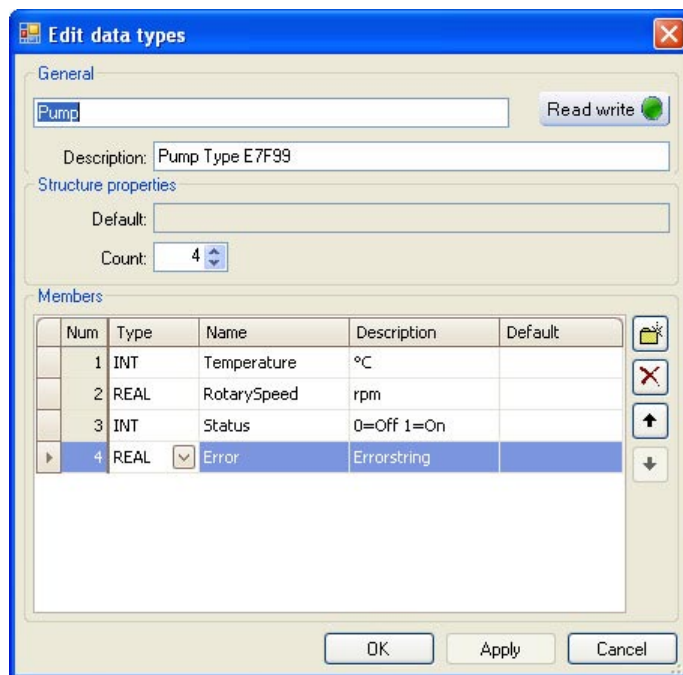 Edit data types
General
Pump
Read write
Description: Pump Type E7F99
Structure properties
Default:
Count: 4
Members
Num Type Name Description Default
1 INT Temperature °C
2 REAL RotarySpeed rpm
3 INT Status 0=Off 1=On
4 REAL Error Errorstring
OK Apply Cancel